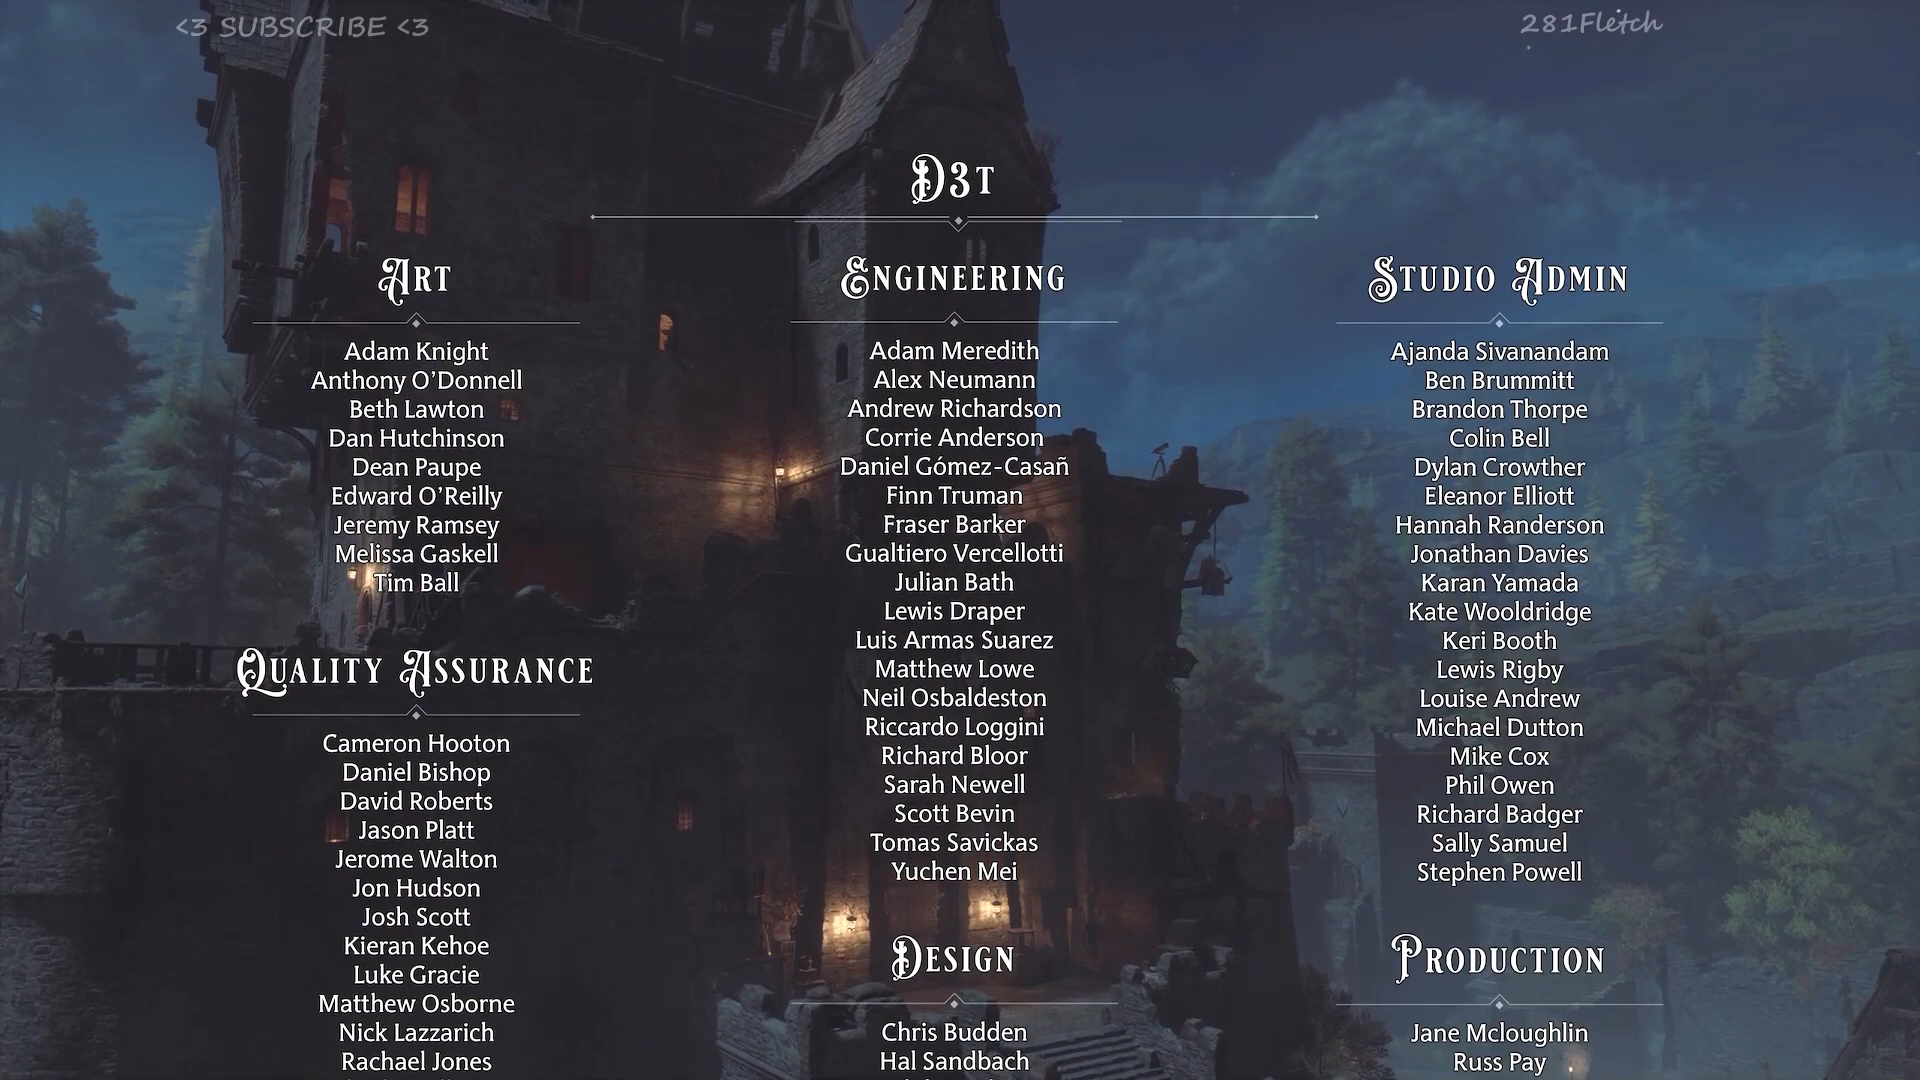 <3 SUBSCRIBE <3
281Fletch
D3t
Art
Adam Knight
Anthony O'Donnell
Beth Lawton
Dan Hutchinson
Dean Paupe
Edward O'Reilly
Jeremy Ramsey
Melissa Gaskell
Tim Ball
Quality Assurance
Cameron Hooton
Daniel Bishop
David Roberts
Jason Platt
Jerome Walton
Jon Hudson
Josh Scott
Kieran Kehoe
Luke Gracie
Matthew Osborne
Nick Lazzarich
Rachael Jones
Engineering
Adam Meredith
Alex Neumann
Andrew Richardson
Corrie Anderson
Daniel Gómez-Casañ
Finn Truman
Fraser Barker
Gualtiero Vercellotti
Julian Bath
Lewis Draper
Luis Armas Suarez
Matthew Lowe
Neil Osbaldeston
Riccardo Loggini
Richard Bloor
Sarah Newell
Scott Bevin
Tomas Savickas
Yuchen Mei
Design
Chris Budden
Hal Sandbach
Studio Admin
Ajanda Sivanandam
Ben Brummitt
Brandon Thorpe
Colin Bell
Dylan Crowther
Eleanor Elliott
Hannah Randerson
Jonathan Davies
Karan Yamada
Kate Wooldridge
Keri Booth
Lewis Rigby
Louise Andrew
Michael Dutton
Mike Cox
Phil Owen
Richard Badger
Sally Samuel
Stephen Powell
Production
Jane Mcloughlin
Russ Pay